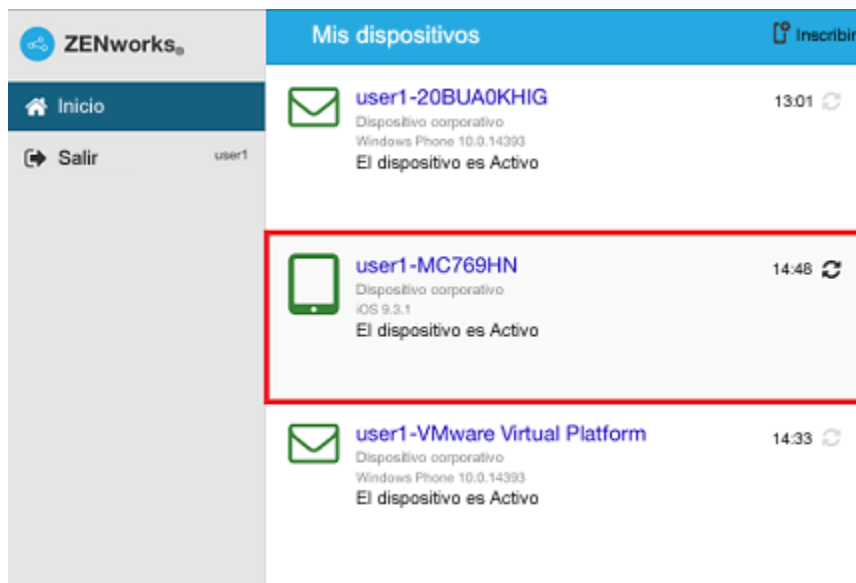 ZENworks®
Mis dispositivos
Inscribir
Inicio
Salir
user1
user1-20BUA0KHIG
13:01
Dispositivo corporativo
Windows Phone 10.0.14393
El dispositivo es Activo
user1-MC769HN
14:48
Dispositivo corporativo
iOS 9.3.1
El dispositivo es Activo
user1-VMware Virtual Platform
14:33
Dispositivo corporativo
Windows Phone 10.0.14393
El dispositivo es Activo